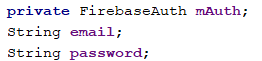 private FirebaseAuth mAuth;
String email;
String password;